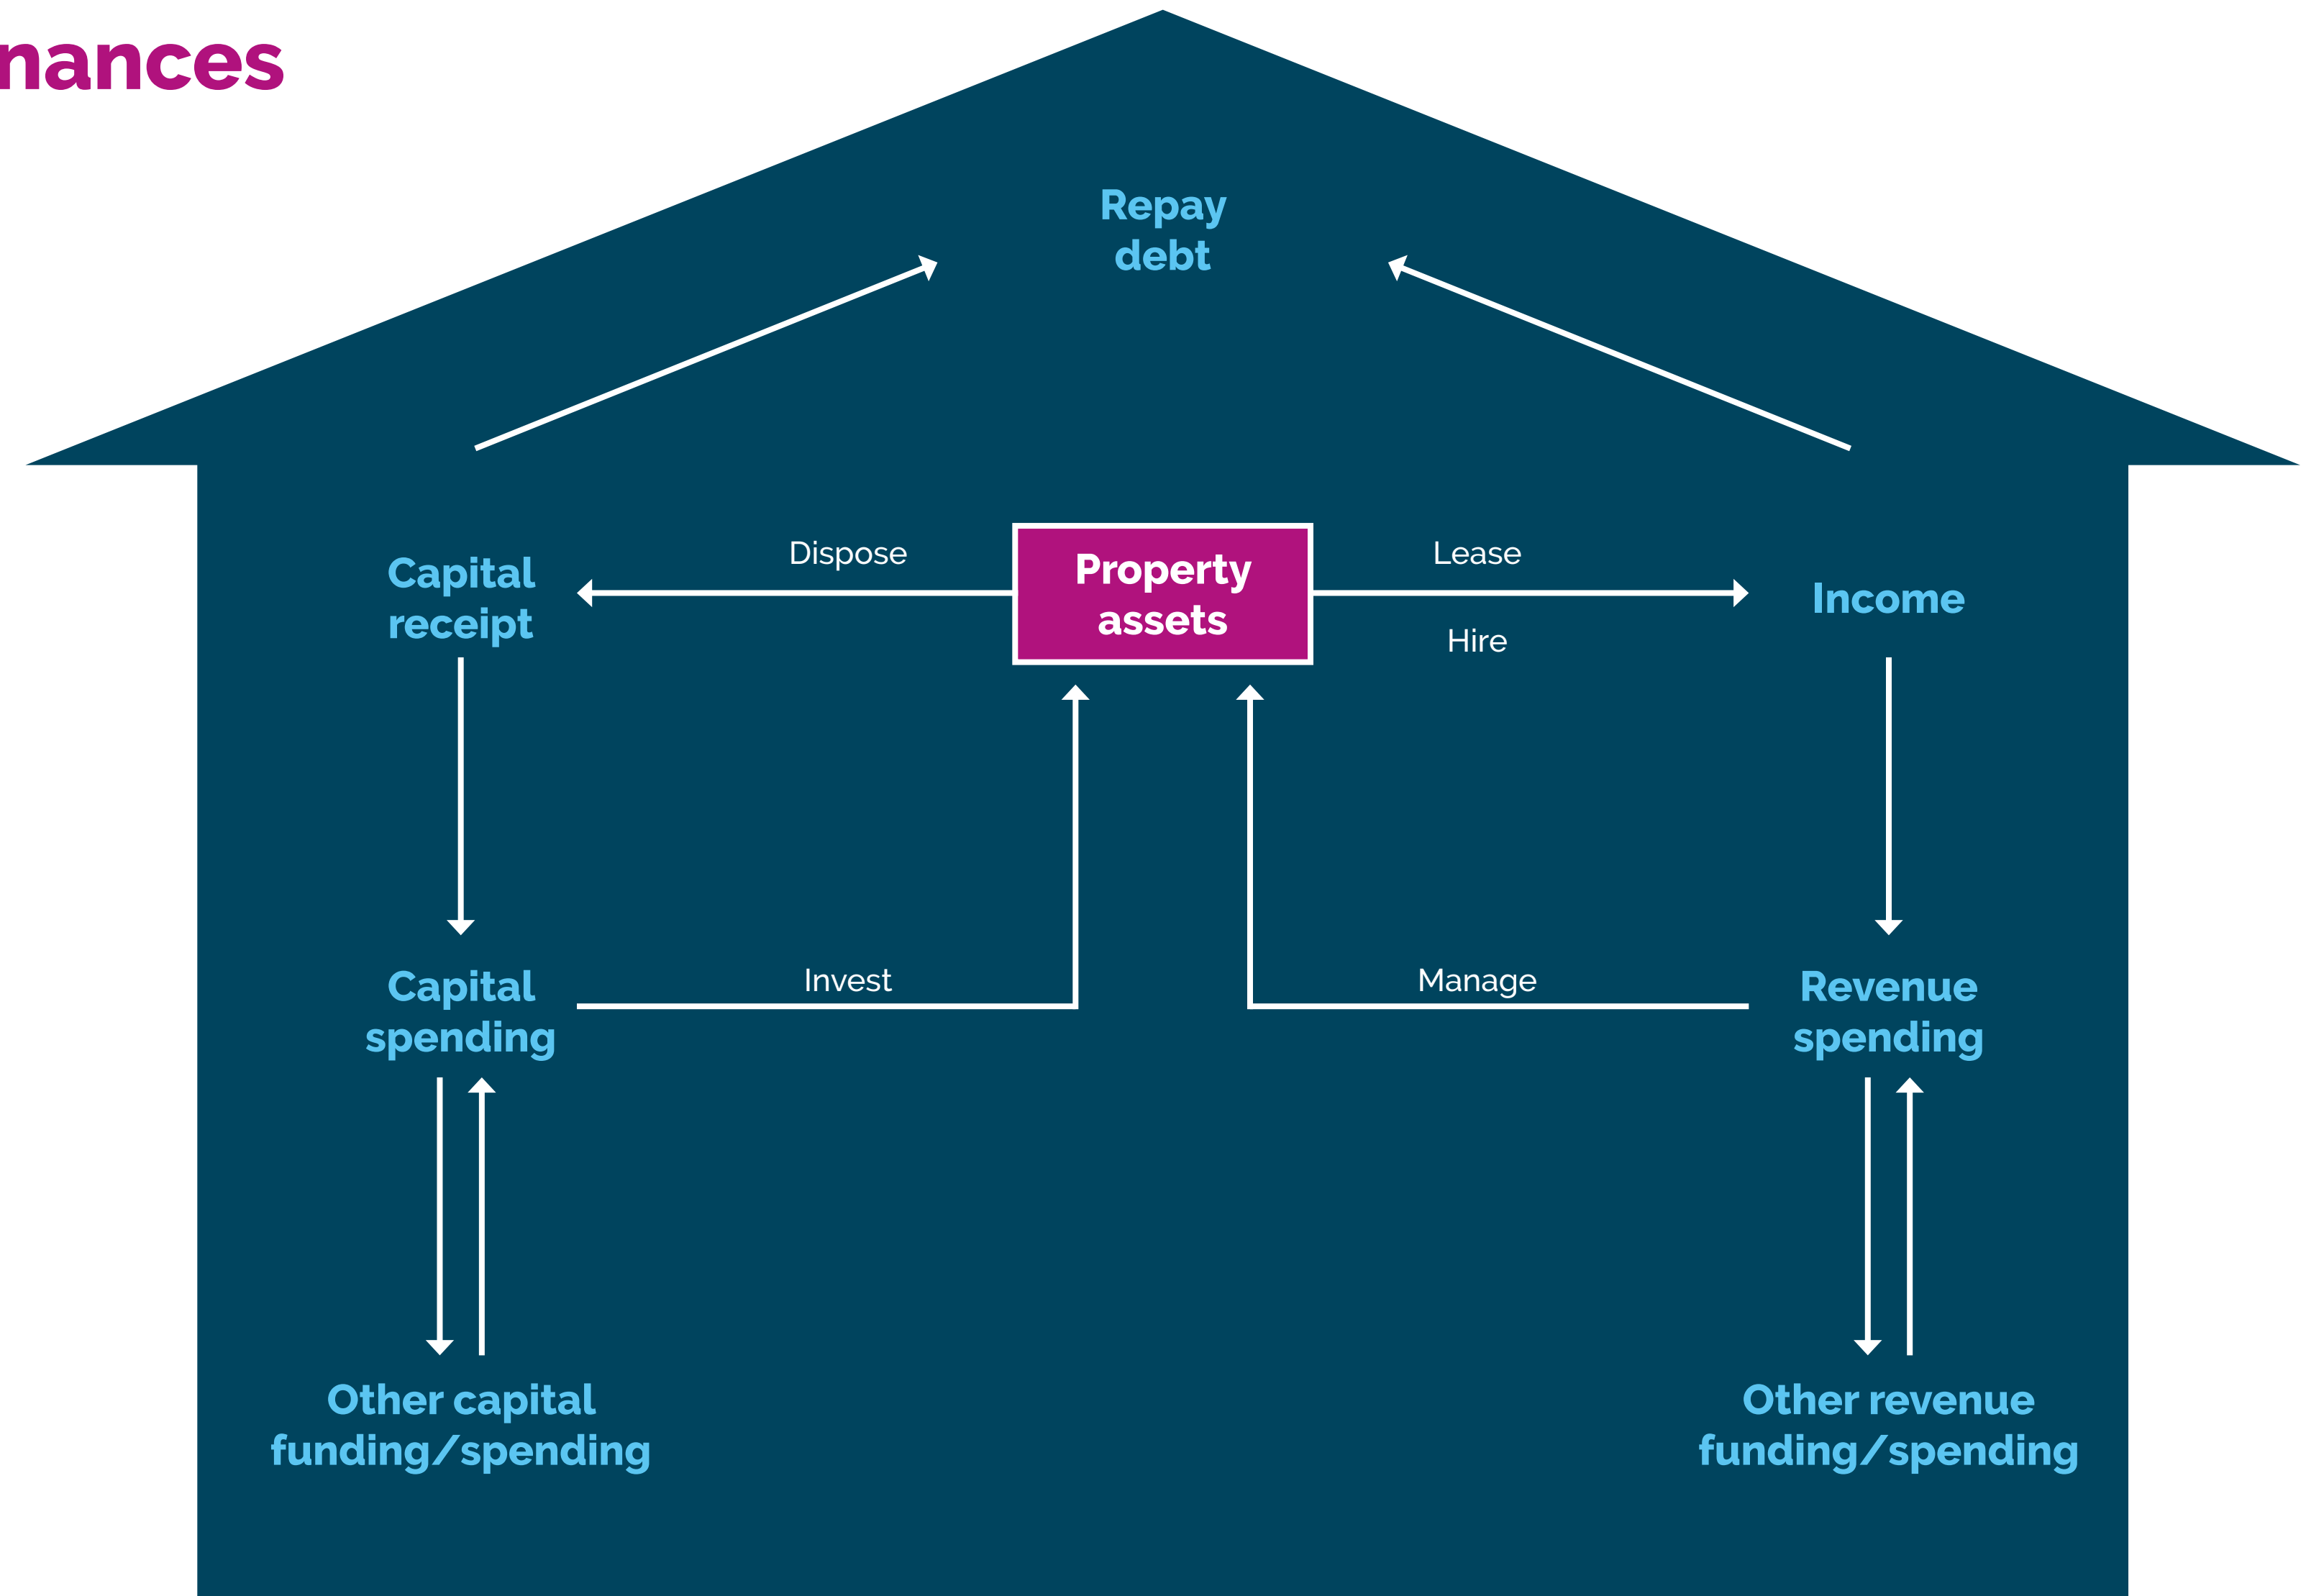 nances
Repay
debt
Dispose
Lease
Capital
receipt
Property
assets
Income
Hire
Capital
spending
Invest
Manage
Revenue
spending
Other capital
funding/spending
Other revenue
funding/spending